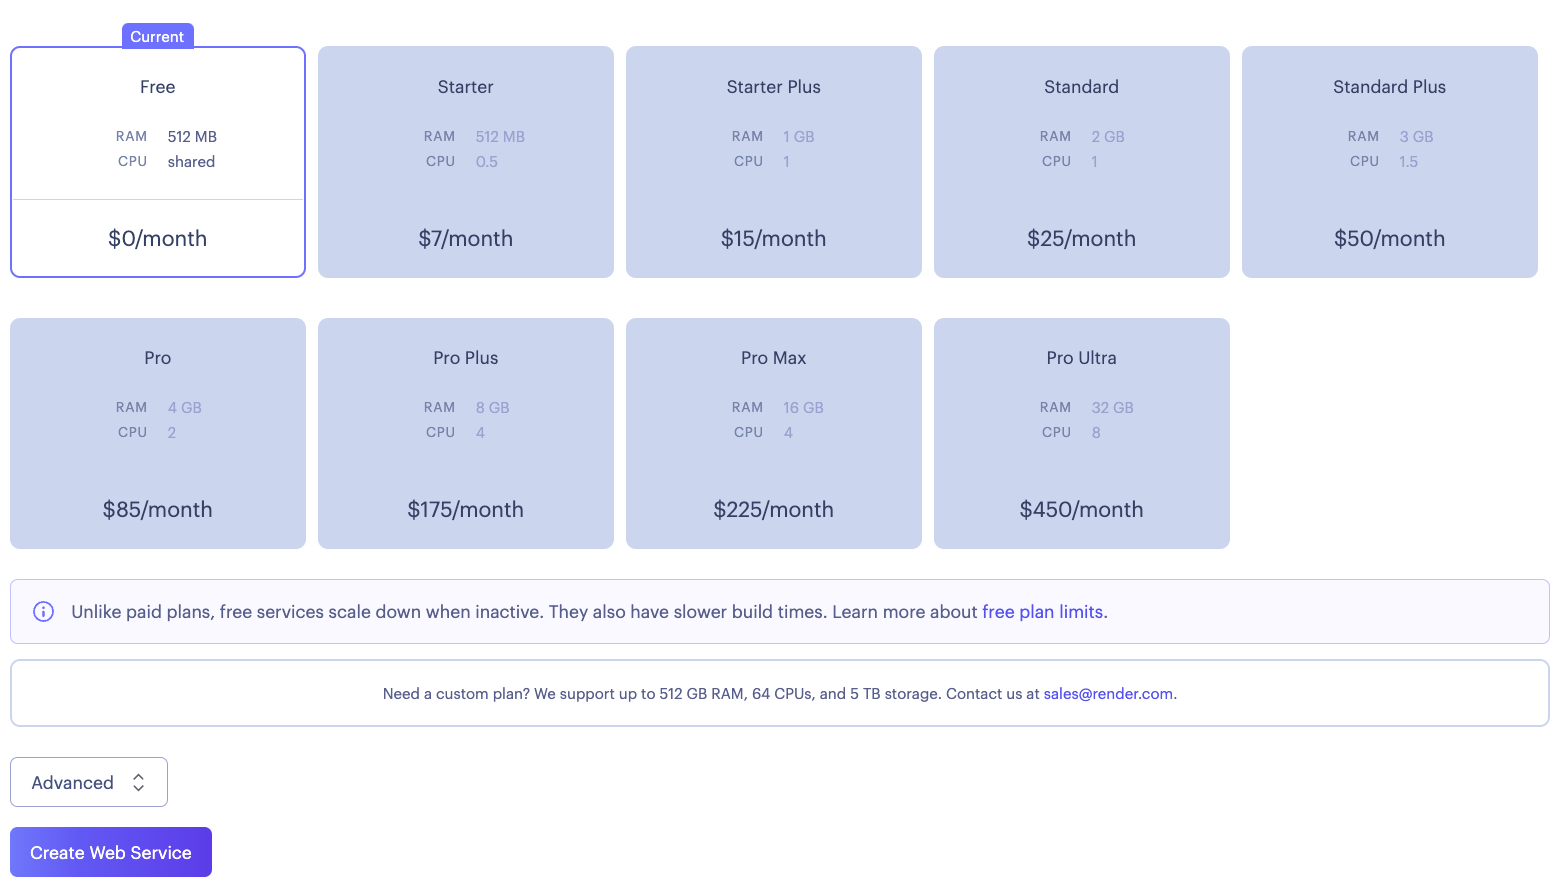 Current
Free
RAM 512 MB
CPU shared
$0/month
Starter
RAM 512 MB
CPU 0.5
$7/month
Starter Plus
RAM 1 GB
CPU 1
$15/month
Standard
RAM 2 GB
CPU 1
$25/month
Standard Plus
RAM 3 GB
CPU 1.5
$50/month
Pro
RAM 4 GB
CPU 2
$85/month
Pro Plus
RAM 8 GB
CPU 4
$175/month
Pro Max
RAM 16 GB
CPU 4
$225/month
Pro Ultra
RAM 32 GB
CPU 8
$450/month
Unlike paid plans, free services scale down when inactive. They also have slower build times. Learn more about free plan limits.
Need a custom plan? We support up to 512 GB RAM, 64 CPUs, and 5 TB storage. Contact us at sales@render.com.
Advanced
Create Web Service